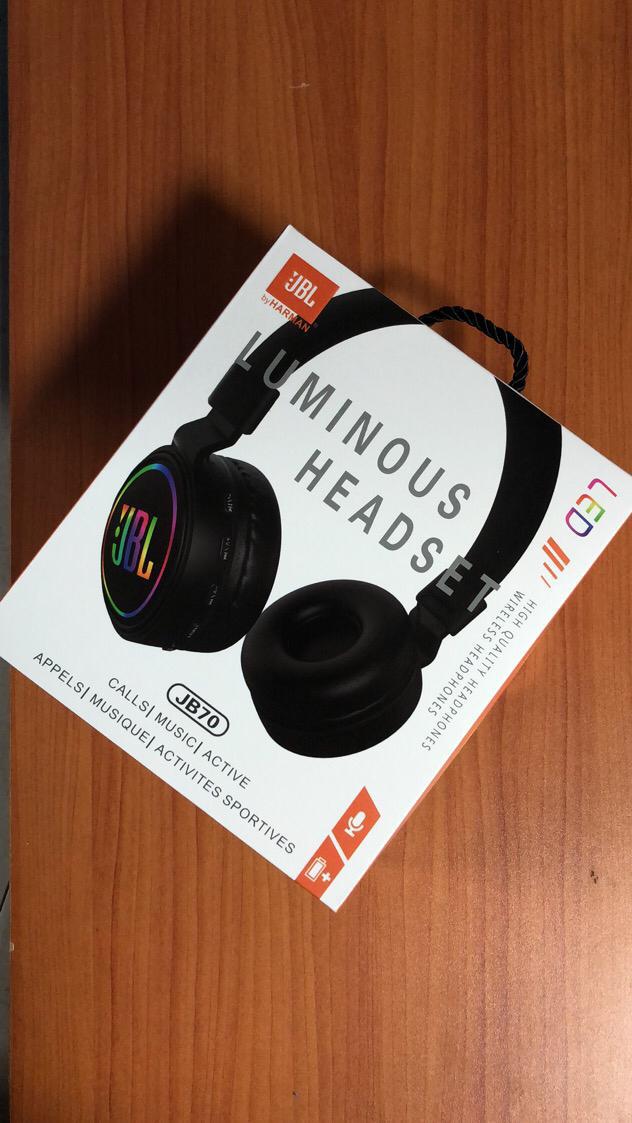 JBL
by HARMAN™
LUMINOUS
HEADSET
LED
HIGH QUALITY HEADPHONES
WIRELESS HEADPHONES
JBL
JB70
CALLS| MUSIC| ACTIVE
APPELS| MUSIQUE| ACTIVITES SPORTIVES